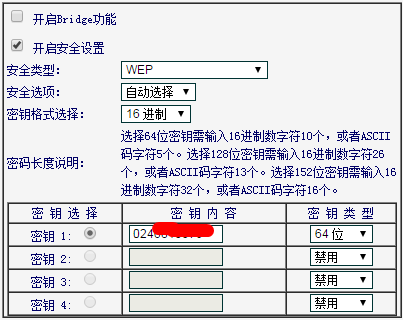 开启Bridge功能
开启安全设置
安全类型： WEP
安全选项： 自动选择
密钥格式选择： 16 进制
密码长度说明： 选择64位密钥需输入16进制数字符10个，或者ASCII
码字符5个。选择128位密钥需输入16进制数字符26
个，或者ASCII码字符13个。选择152位密钥需输入16
进制数字符32个，或者ASCII码字符16个。
密 钥 选 择 密 钥 内 容 密 钥 类 型
密钥 1： 64 位
密钥 2： 禁用
密钥 3： 禁用
密钥 4： 禁用